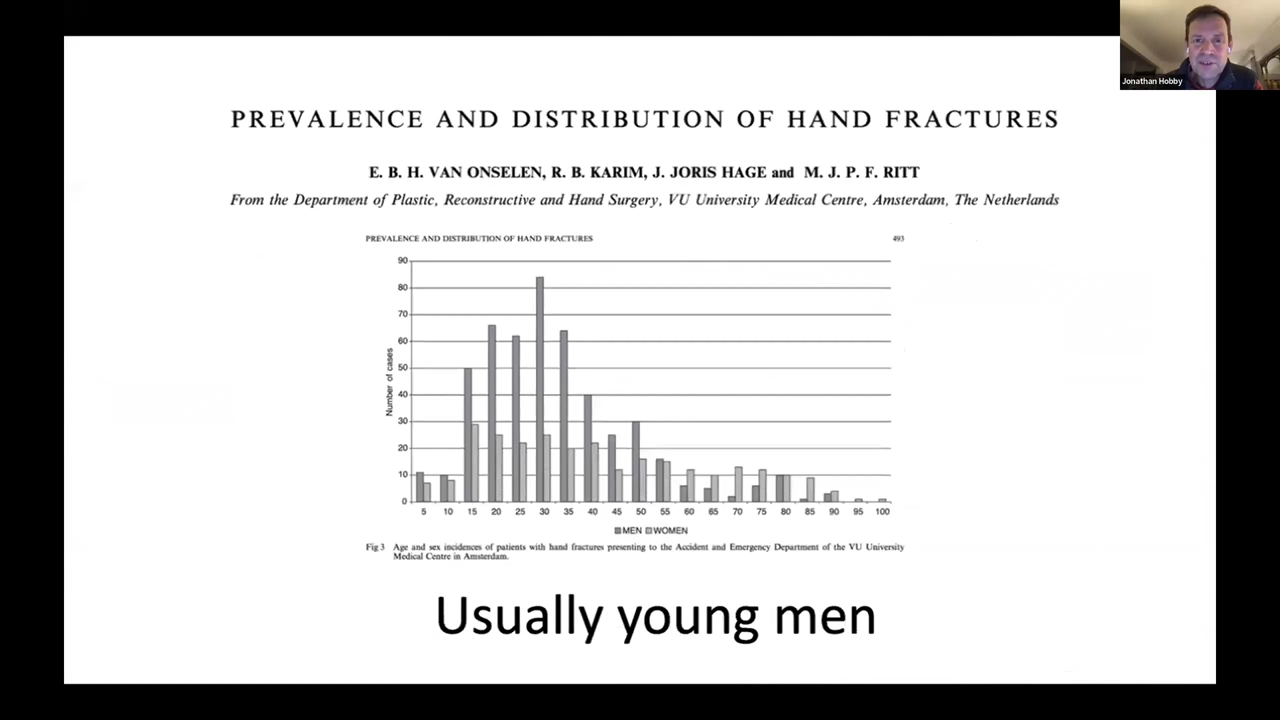 Jonathan Hobby
PREVALENCE AND DISTRIBUTION OF HAND FRACTURES
E. B. H. VAN ONSELEN, R. B. KARIM, J. JORIS HAGE and M. J. P. F. RITT
From the Department of Plastic, Reconstructive and Hand Surgery, VU University Medical Centre, Amsterdam, The Netherlands
PREVALENCE AND DISTRIBUTION OF HAND FRACTURES 493
90
80
70
60
50
40
30
20
10
0
Number of cases
5 10 15 20 25 30 35 40 45 50 55 60 65 70 75 80 85 90 95 100
MEN WOMEN
Fig 3 Age and sex incidences of patients with hand fractures presenting to the Accident and Emergency Department of the VU University
Medical Centre in Amsterdam.
Usually young men